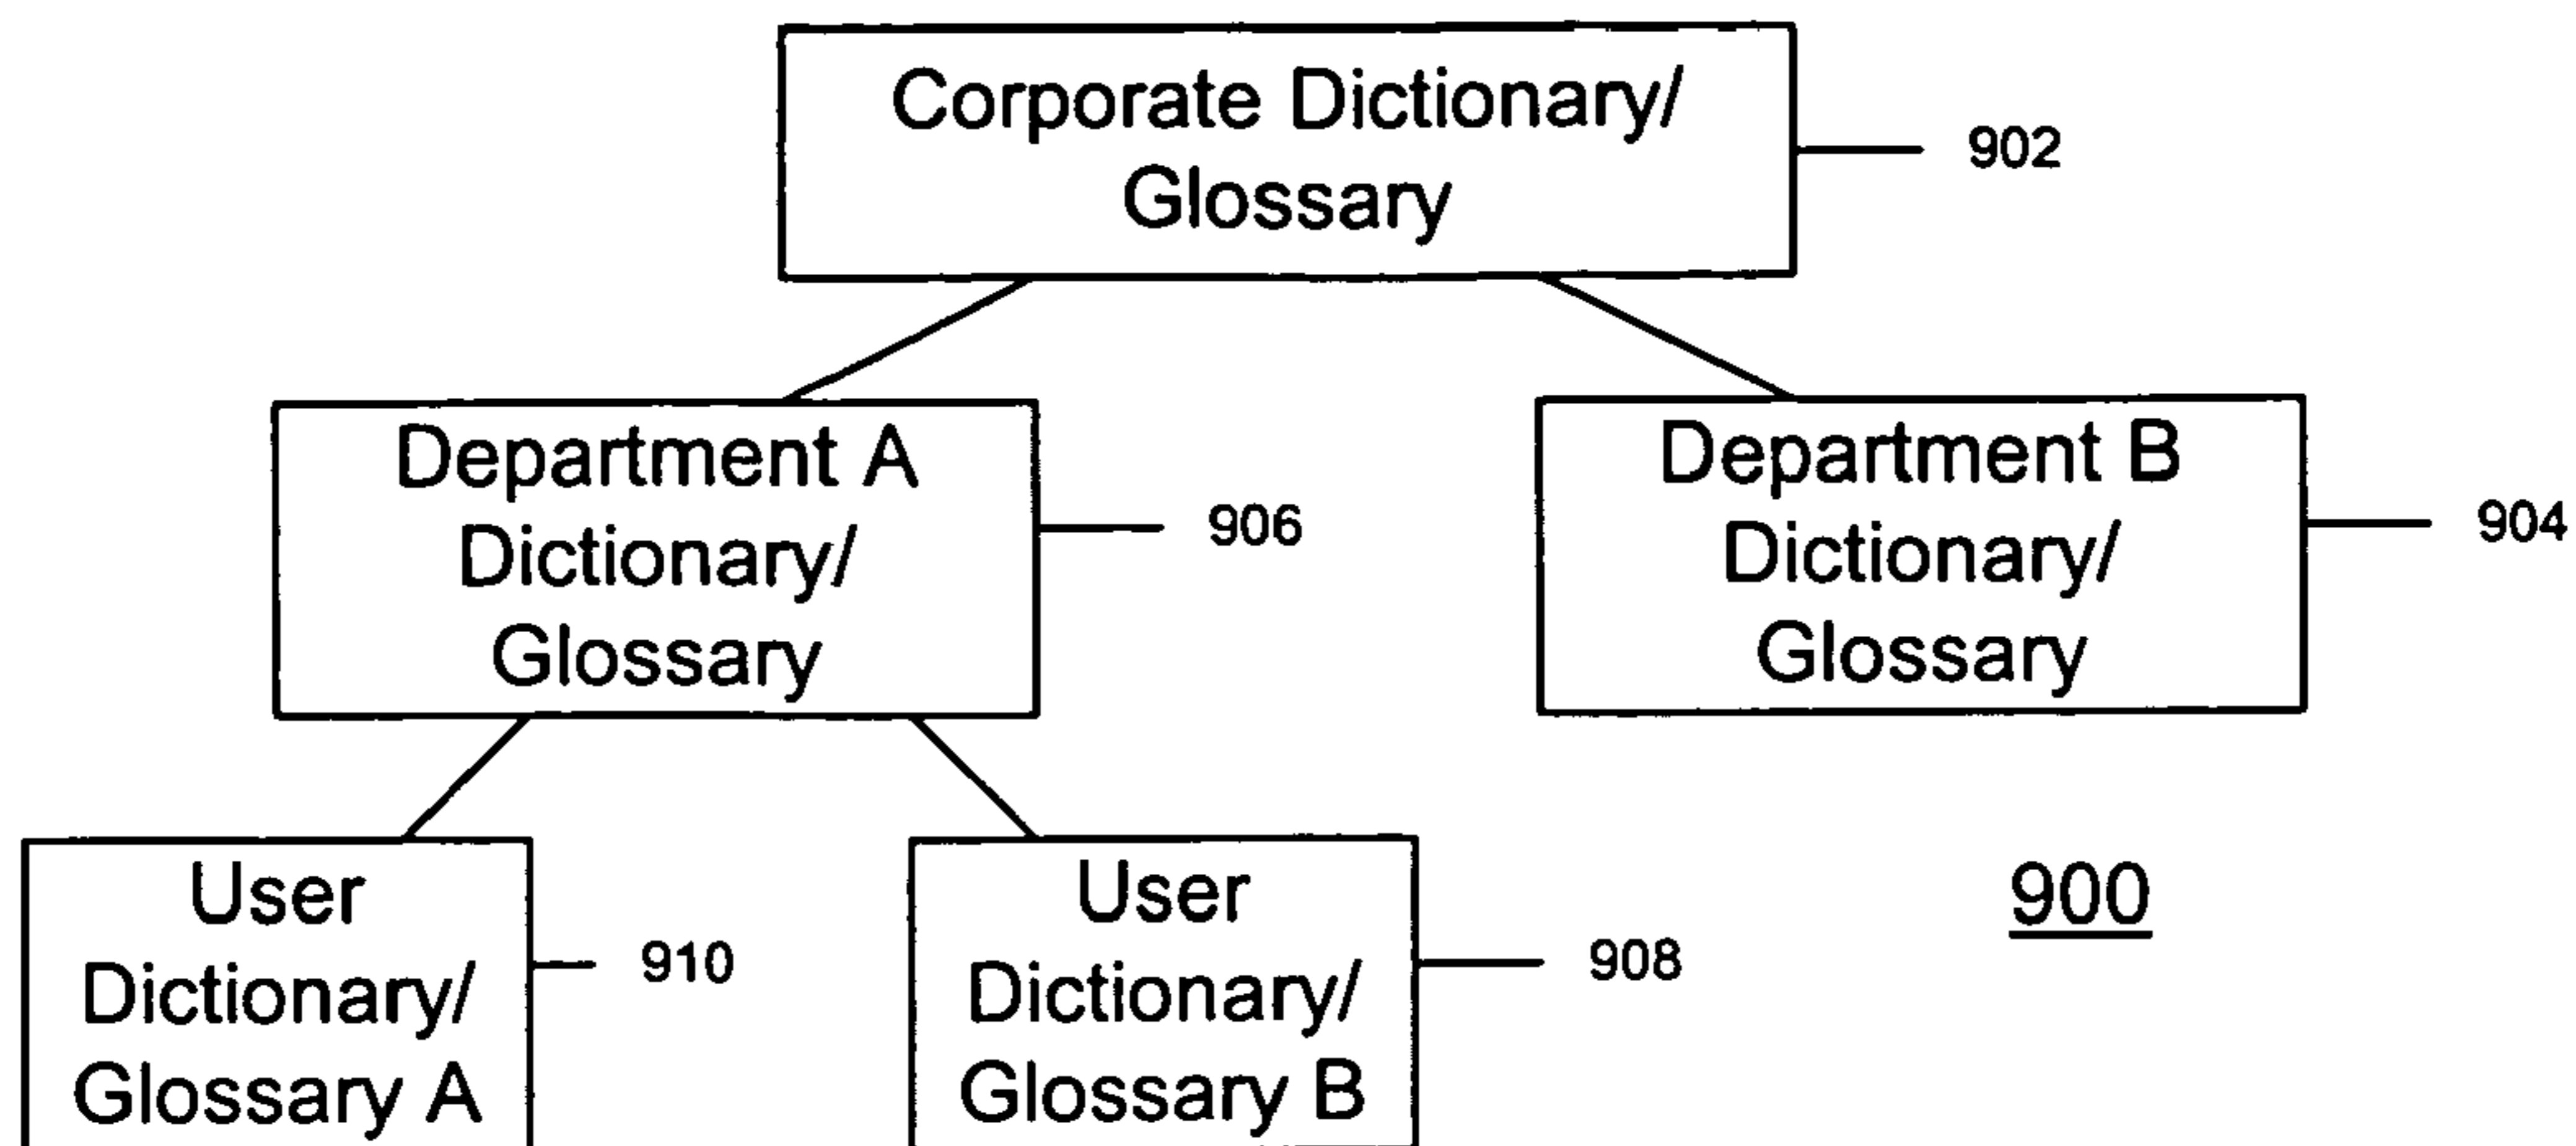 Corporate Dictionary/
Glossary
902
Department A
Dictionary/
Glossary
906
Department B
Dictionary/
Glossary
904
User
Dictionary/
Glossary A
910
User
Dictionary/
Glossary B
908
900